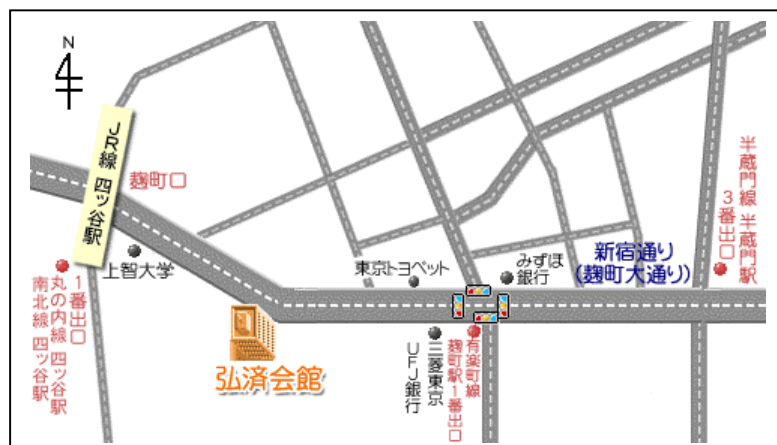 N
JR線 四ッ谷駅
麹町口
上智大学
1番出口
丸の内線 四ッ谷駅
南北線 四ッ谷駅
弘済会館
東京トヨペット
みずほ
銀行
新宿通り
(麹町大通り)
半蔵門線 半蔵門駅
3番出口
有楽町線
麹町駅1番出口
三菱東京
UFJ銀行